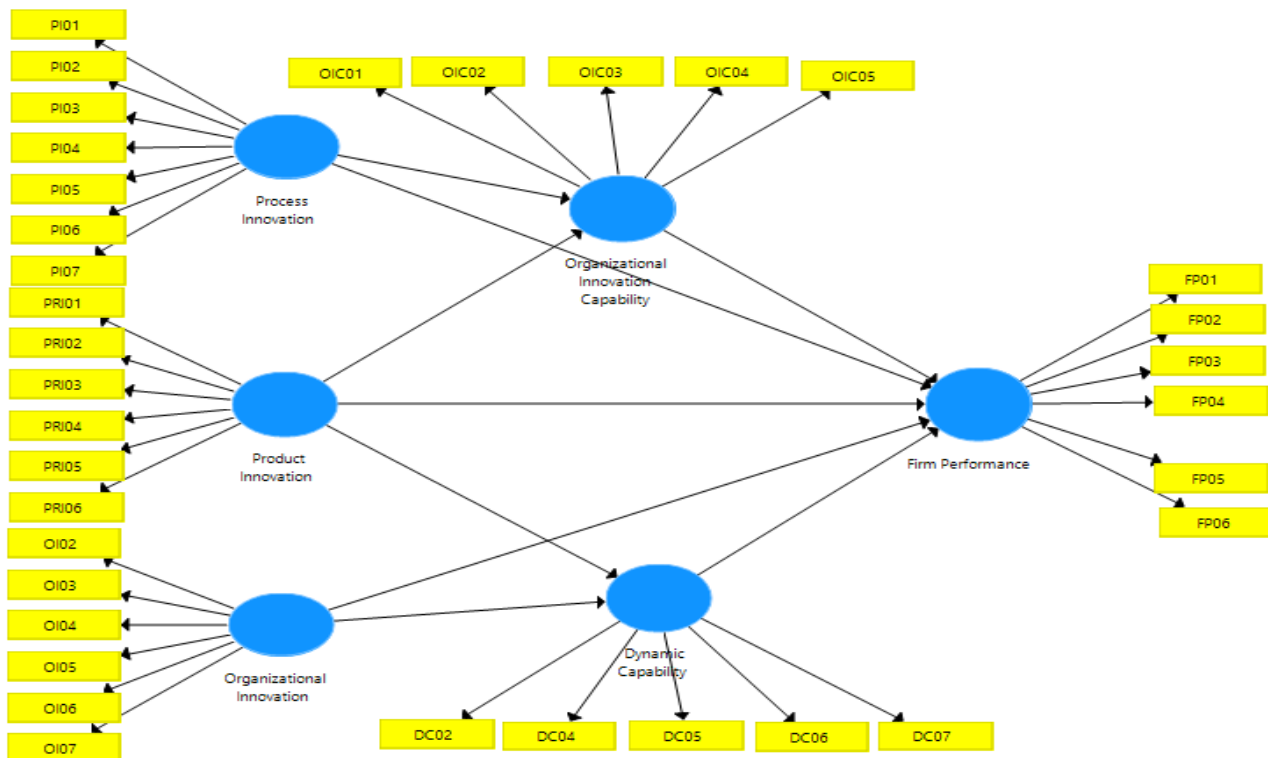 PI01
PI02
PI03
PI04
PI05
PI06
PI07
PRI01
PRI02
PRI03
PRI04
PRI05
PRI06
OI02
OI03
OI04
OI05
OI06
OI07
Process
Innovation
Product
Innovation
Organizational
Innovation
OIC01
OIC02
OIC03
OIC04
OIC05
Organizational
Innovation
Capability
Dynamic
Capability
DC02
DC04
DC05
DC06
DC07
Firm Performance
FP01
FP02
FP03
FP04
FP05
FP06